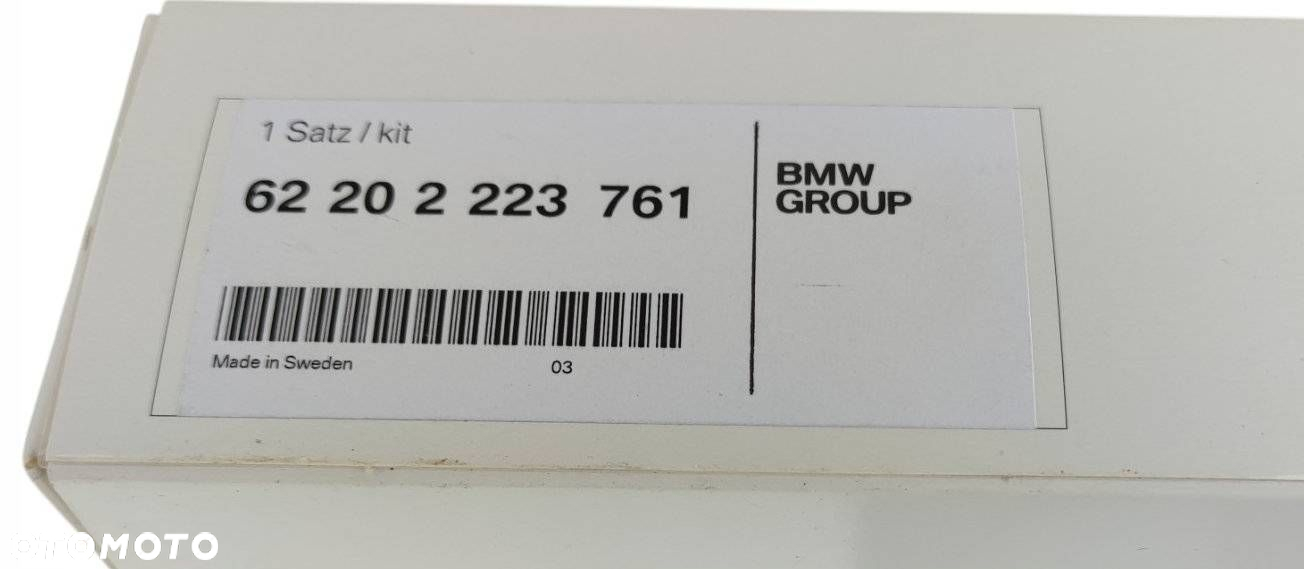 1 Satz / kit
62 20 2 223 761
BMW
GROUP
Made in Sweden
03
OTOMOTO